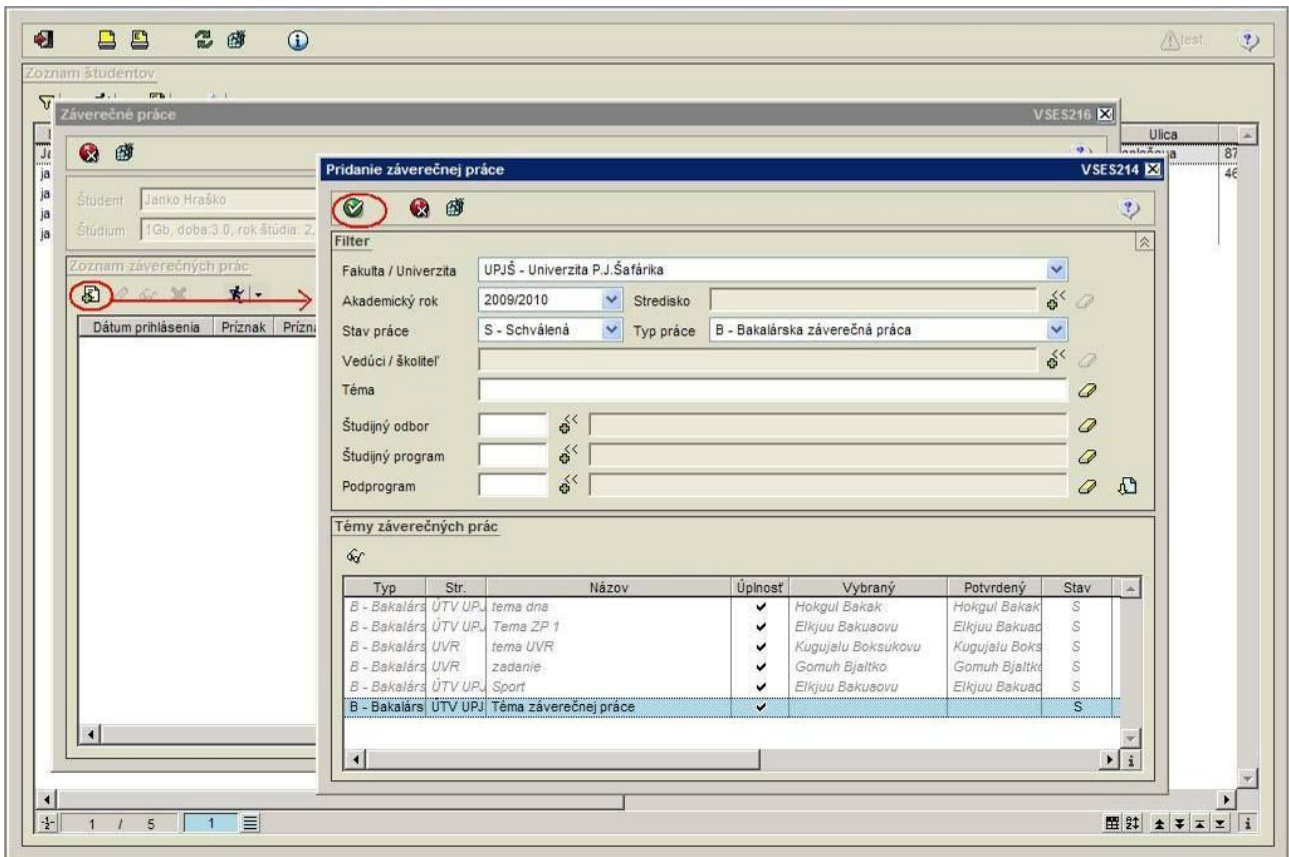 test
Zoznam študentov
Záverečné práce VSES216
Ulica
87
46
Pridanie záverečnej práce VSES214
Študent Janko Hraško
Štúdium 1Gb, doba:3.0, rok štúdia: 2,
Zoznam záverečných prác
Dátum prihlásenia Príznak Prízna
Filter
Fakulta / Univerzita UPJŠ - Univerzita P.J.Šafárika
Akademický rok 2009/2010 Stredisko
Stav práce S - Schválená Typ práce B - Bakalárska záverečná práca
Vedúci / školiteľ
Téma
Študijný odbor
Študijný program
Podprogram
Témy záverečných prác
Typ Str. Názov Úplnosť Vybraný Potvrdený Stav
B - Bakalárs ÚTV UPJ tema dna Hokgul Bakak Hokgul Bakak S
B - Bakalárs ÚTV UPJ Tema ZP 1 Elkjuu Bakuaovu Elkjuu Bakuao S
B - Bakalárs UVR tema UVR Kugujalu Boksukovu Kugujalu Boks S
B - Bakalárs UVR zadanie Gomuh Bjaltko Gomuh Bjaltko S
B - Bakalárs ÚTV UPJ Sport Elkjuu Bakuaovu Elkjuu Bakuao S
B - Bakalárs ÚTV UPJ Téma záverečnej práce S
1 / 5 1